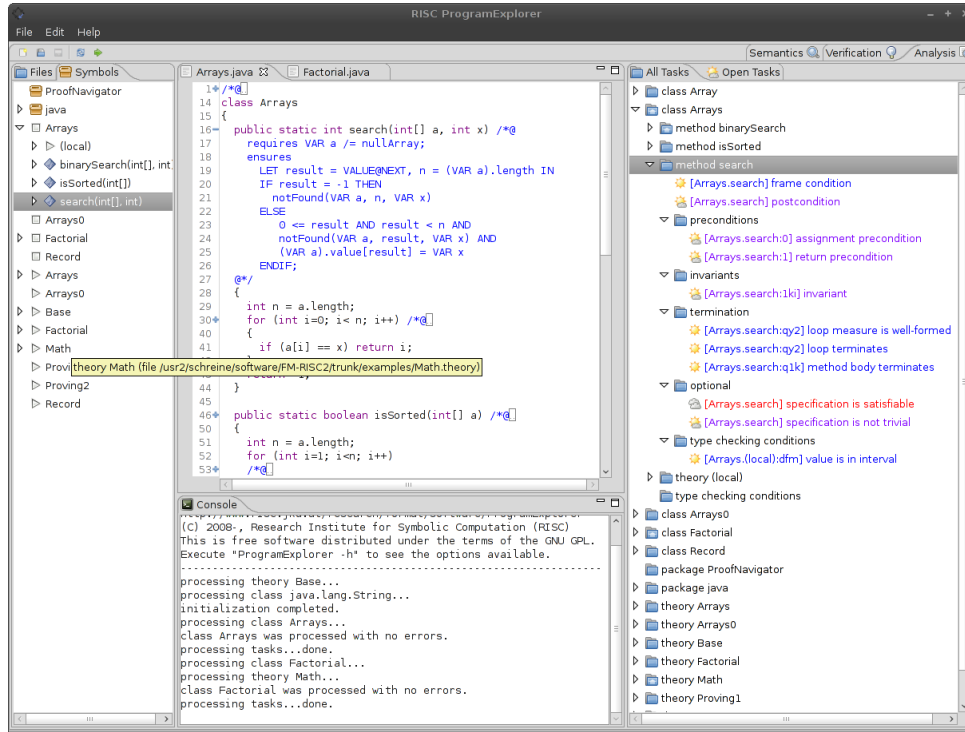 RISC ProgramExplorer
File Edit Help
Semantics Verification Analysis
Files Symbols
ProofNavigator
java
Arrays
(local)
binarySearch(int[], int
isSorted(int[])
search(int[], int)
Arrays0
Factorial
Record
Arrays
Arrays0
Base
Factorial
Math
Provi
Proving2
Record
theory Math (file /usr2/schreine/software/FM-RISC2/trunk/examples/Math.theory)
Arrays.java Factorial.java
1 /*@
14 class Arrays
15 {
16 public static int search(int[] a, int x) /*@
17 requires VAR a /= nullArray;
18 ensures
19 LET result = VALUE@NEXT, n = (VAR a).length IN
20 IF result = -1 THEN
21 notFound(VAR a, n, VAR x)
22 ELSE
23 0 <= result AND result < n AND
24 notFound(VAR a, result, VAR x) AND
25 (VAR a).value[result] = VAR x
26 ENDIF;
27 @*/
28 {
29 int n = a.length;
30 for (int i=0; i< n; i++) /*@
40 {
41 if (a[i] == x) return i;
44 }
45
46 public static boolean isSorted(int[] a) /*@
50 {
51 int n = a.length;
52 for (int i=1; i<n; i++)
53 /*@
Console
(C) 2008-, Research Institute for Symbolic Computation (RISC)
This is free software distributed under the terms of the GNU GPL.
Execute "ProgramExplorer -h" to see the options available.
------------------------------------------------------------------
processing theory Base...
processing class java.lang.String...
initialization completed.
processing class Arrays...
class Arrays was processed with no errors.
processing tasks...done.
processing class Factorial...
processing theory Math...
class Factorial was processed with no errors.
processing tasks...done.
All Tasks Open Tasks
class Array
class Arrays
method binarySearch
method isSorted
method search
[Arrays.search] frame condition
[Arrays.search] postcondition
preconditions
[Arrays.search:0] assignment precondition
[Arrays.search:1] return precondition
invariants
[Arrays.search:1ki] invariant
termination
[Arrays.search:qy2] loop measure is well-formed
[Arrays.search:qy2] loop terminates
[Arrays.search:q1k] method body terminates
optional
[Arrays.search] specification is satisfiable
[Arrays.search] specification is not trivial
type checking conditions
[Arrays.(local):dfm] value is in interval
theory (local)
type checking conditions
class Arrays0
class Factorial
class Record
package ProofNavigator
package java
theory Arrays
theory Arrays0
theory Base
theory Factorial
theory Math
theory Proving1